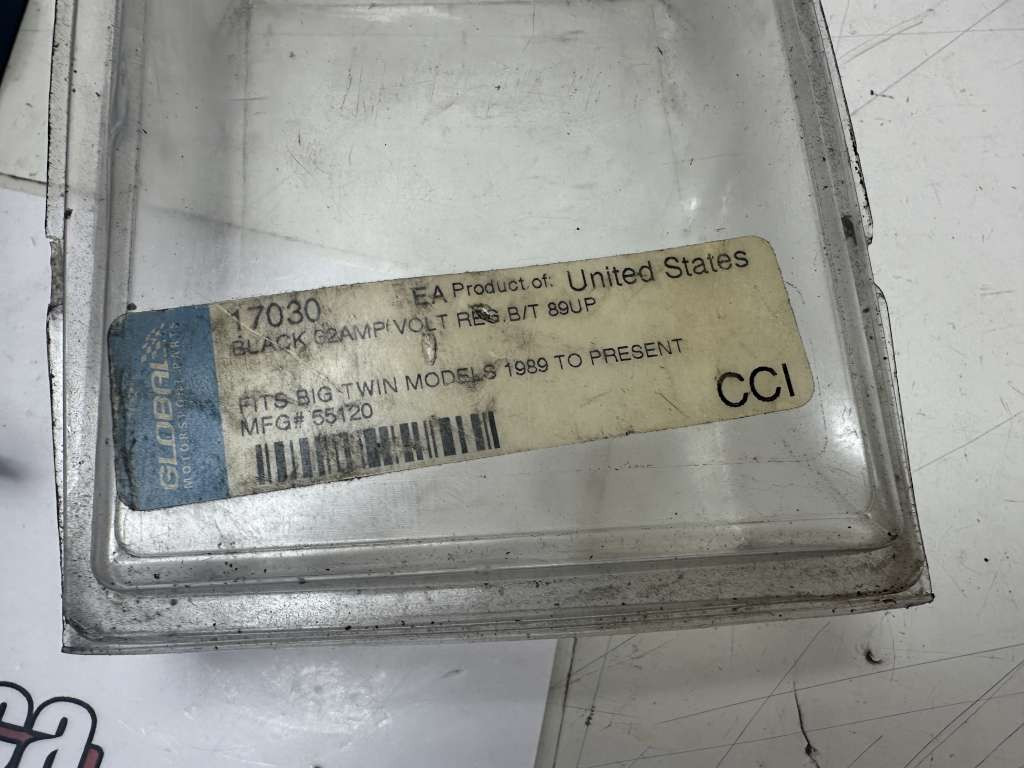 17030
EA Product of: United States
BLACK 32AMP VOLT REG.B/T 89UP
FITS BIG TWIN MODELS 1989 TO PRESENT
MFG# 55120
CCI
GLOBAL
ca